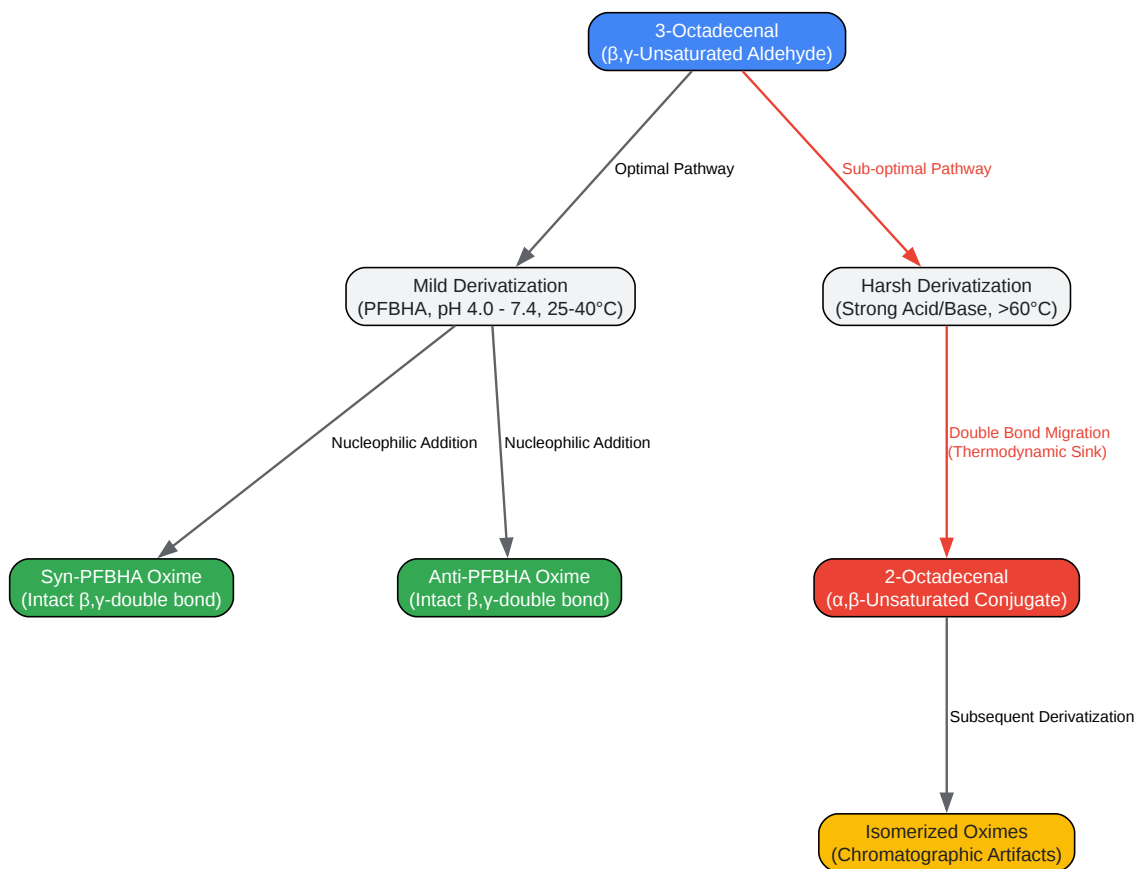 3-Octadecenal
(β,γ-Unsaturated Aldehyde)
Optimal Pathway
Sub-optimal Pathway
Mild Derivatization
(PFBHA, pH 4.0 - 7.4, 25-40°C)
Harsh Derivatization
(Strong Acid/Base, >60°C)
Nucleophilic Addition
Nucleophilic Addition
Double Bond Migration
(Thermodynamic Sink)
Syn-PFBHA Oxime
(Intact β,γ-double bond)
Anti-PFBHA Oxime
(Intact β,γ-double bond)
2-Octadecenal
(α,β-Unsaturated Conjugate)
Subsequent Derivatization
Isomerized Oximes
(Chromatographic Artifacts)